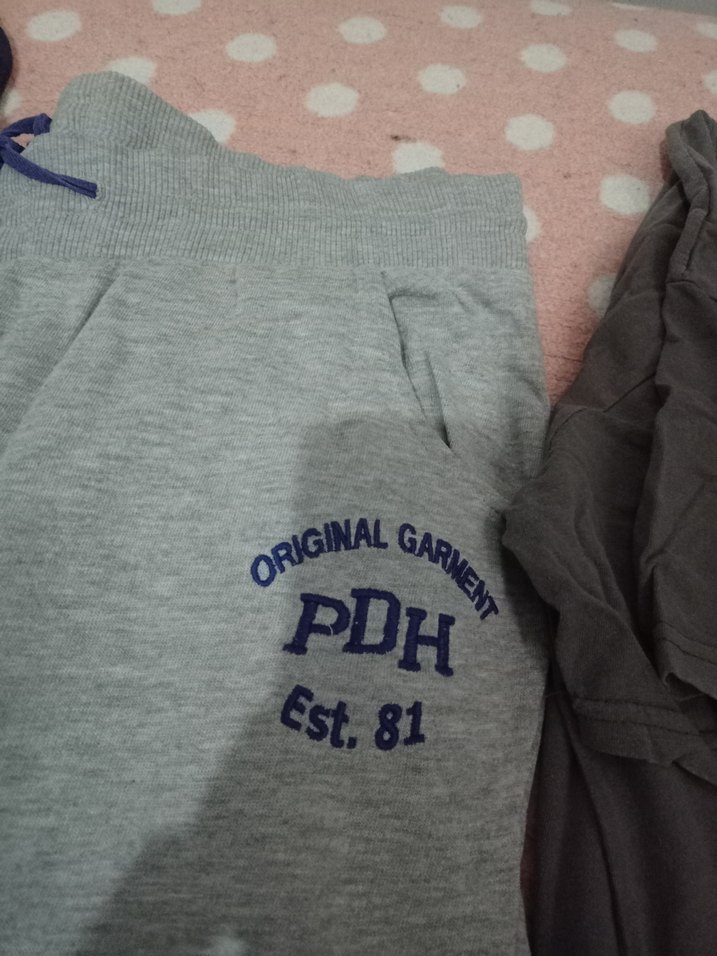 ORIGINAL GARMENT
PDH
Est. 81